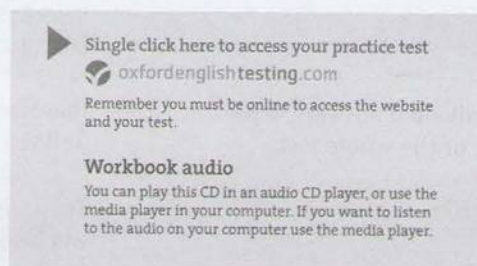 Single click here to access your practice test
oxfordenglishtesting.com
Remember you must be online to access the website
and your test.
Workbook audio
You can play this CD in an audio CD player, or use the
media player in your computer. If you want to listen
to the audio on your computer use the media player.